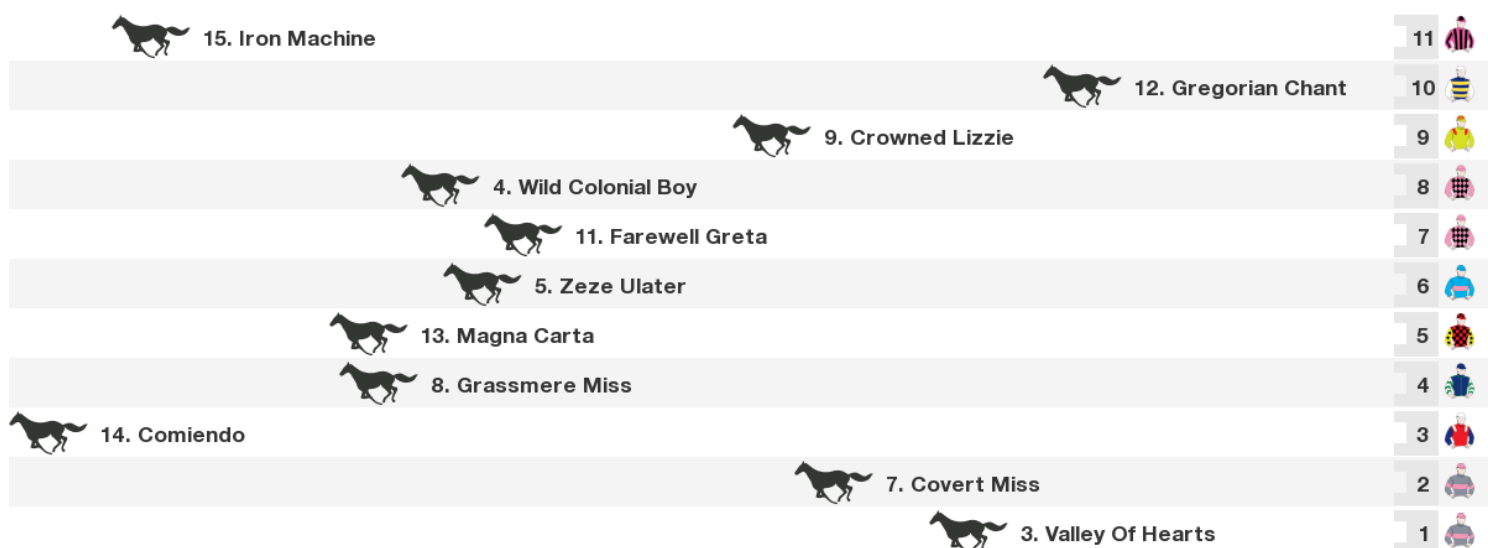 15. Iron Machine 11
12. Gregorian Chant 10
9. Crowned Lizzie 9
4. Wild Colonial Boy 8
11. Farewell Greta 7
5. Zeze Ulater 6
13. Magna Carta 5
8. Grassmere Miss 4
14. Comiendo 3
7. Covert Miss 2
3. Valley Of Hearts 1